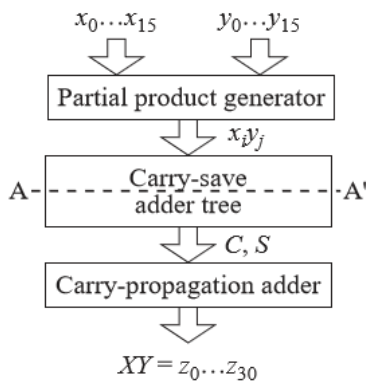 x₀…x₁₅ y₀…y₁₅
Partial product generator
xᵢyⱼ
Carry-save
A A'
adder tree
C, S
Carry-propagation adder
XY = z₀…z₃₀